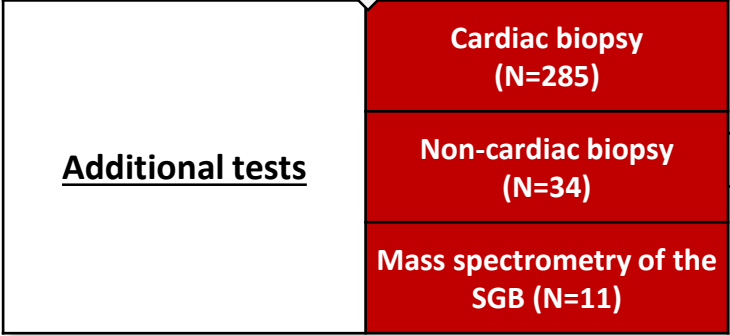 Additional tests
Cardiac biopsy
(N=285)
Non-cardiac biopsy
(N=34)
Mass spectrometry of the
SGB (N=11)